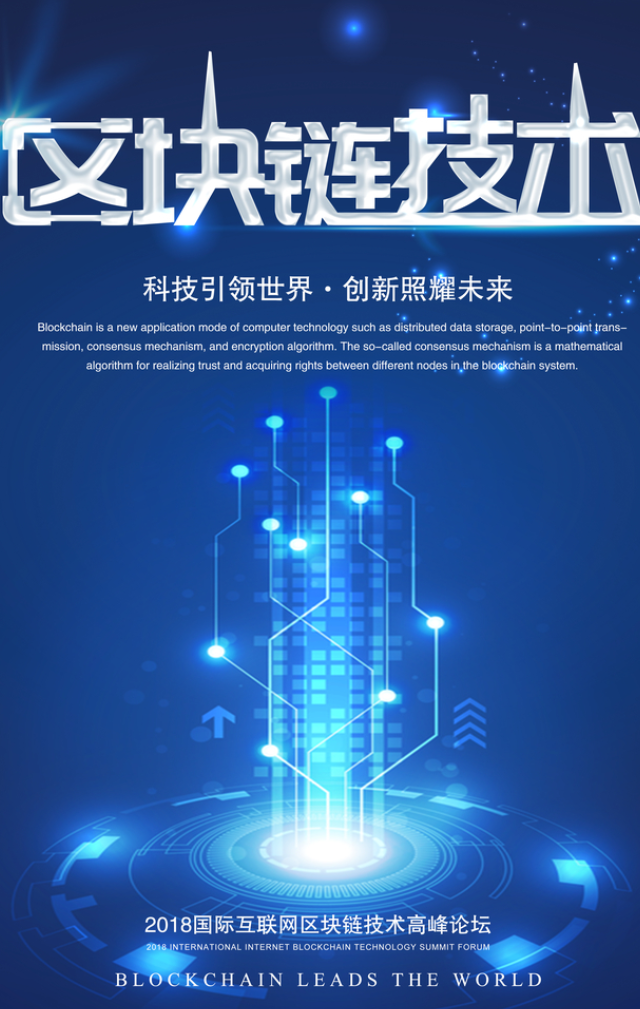 区块链技术
科技引领世界·创新照耀未来
Blockchain is a new application mode of computer technology such as distributed data storage, point-to-point trans-
mission, consensus mechanism, and encryption algorithm. The so-called consensus mechanism is a mathematical
algorithm for realizing trust and acquiring rights between different nodes in the blockchain system.
2018国际互联网区块链技术高峰论坛
2018 INTERNATIONAL INTERNET BLOCKCHAIN TECHNOLOGY SUMMIT FORUM
BLOCKCHAIN LEADS THE WORLD